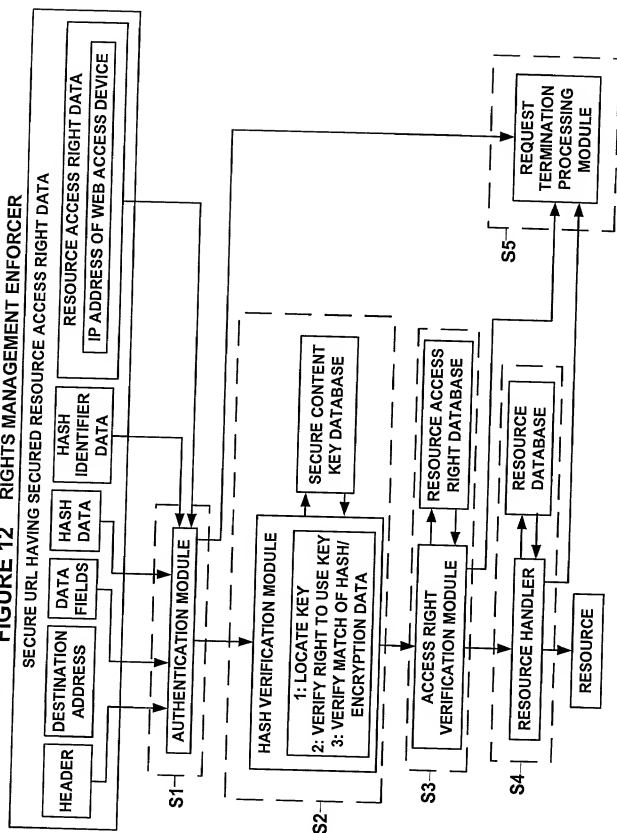 FIGURE 12 RIGHTS MANAGEMENT ENFORCER
SECURE URL HAVING SECURED RESOURCE ACCESS RIGHT DATA
HEADER
DESTINATION
ADDRESS
DATA
FIELDS
HASH
DATA
HASH
IDENTIFIER
DATA
RESOURCE ACCESS RIGHT DATA
IP ADDRESS OF WEB ACCESS DEVICE
S1
AUTHENTICATION MODULE
S2
HASH VERIFICATION MODULE
1: LOCATE KEY
2: VERIFY RIGHT TO USE KEY
3: VERIFY MATCH OF HASH/
ENCRYPTION DATA
SECURE CONTENT
KEY DATABASE
S3
ACCESS RIGHT
VERIFICATION MODULE
RESOURCE ACCESS
RIGHT DATABASE
S4
RESOURCE HANDLER
RESOURCE
DATABASE
RESOURCE
S5
REQUEST
TERMINATION
PROCESSING
MODULE